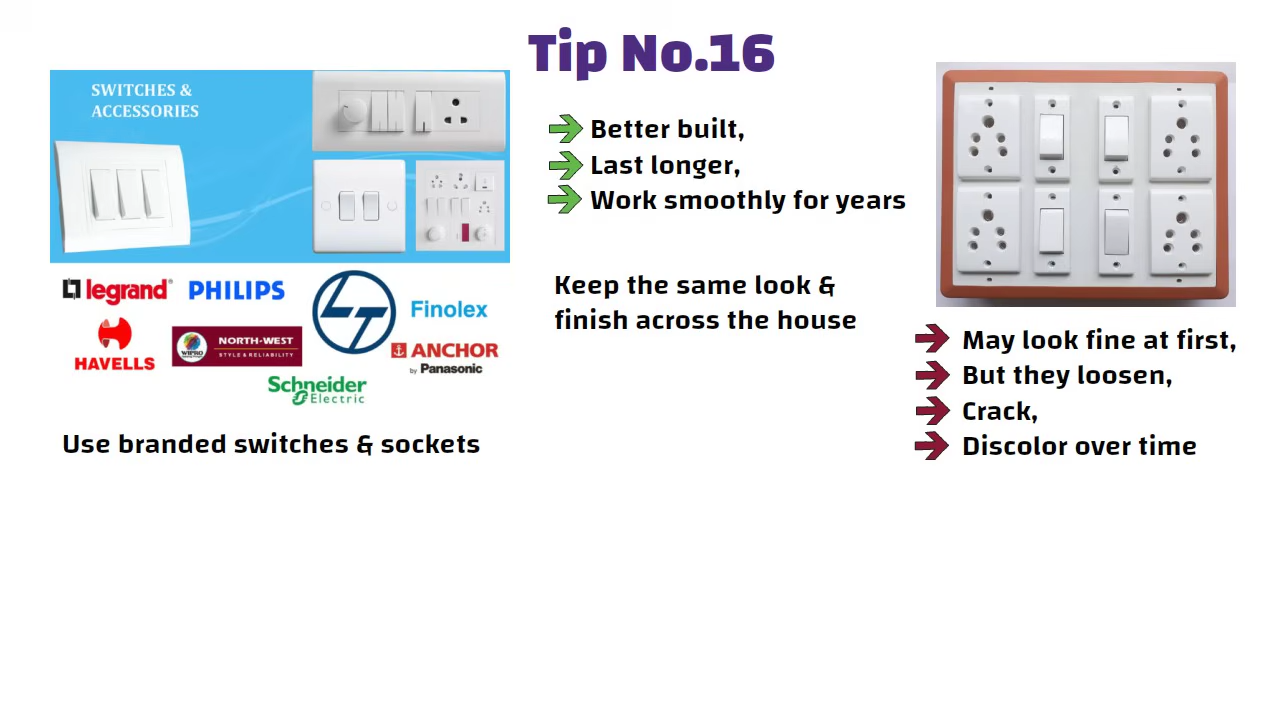 Tip No.16
SWITCHES &
ACCESSORIES
legrand®
PHILIPS
LT
Finolex
HAVELLS
WIPRO
NORTH-WEST
STYLE & RELIABILITY
ANCHOR
by Panasonic
Schneider
Electric
Use branded switches & sockets
Better built,
Last longer,
Work smoothly for years
Keep the same look &
finish across the house
May look fine at first,
But they loosen,
Crack,
Discolor over time